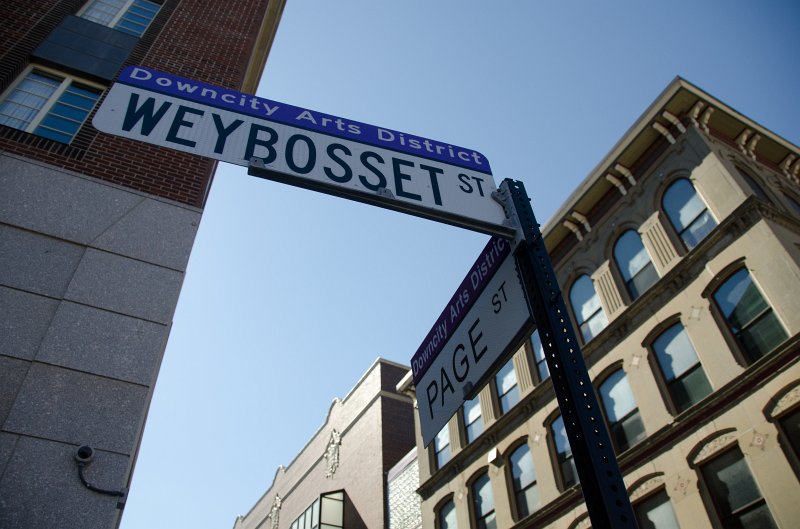 Downcity Arts District
WEYBOSSET ST
Downcity Arts District
PAGE ST